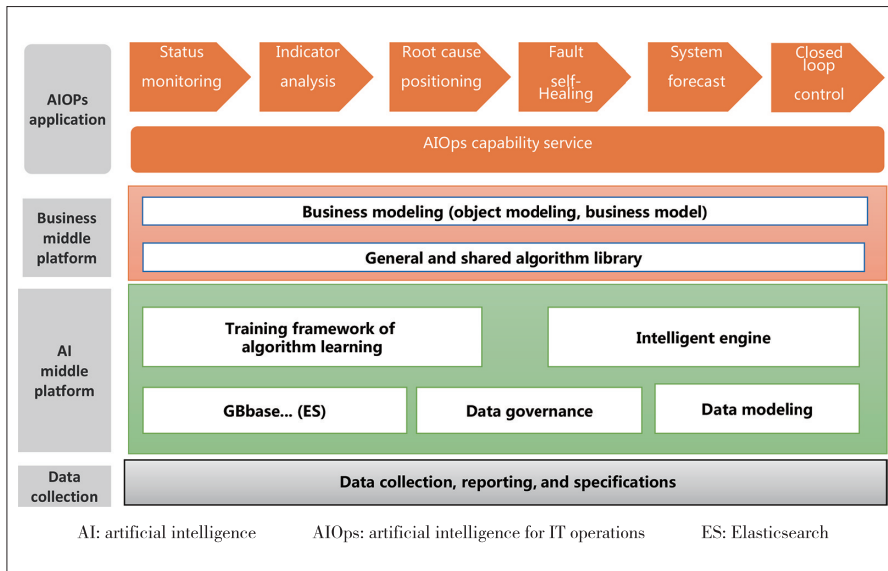 AIOPs
application
Status
monitoring
Indicator
analysis
Root cause
positioning
Fault
self-
Healing
System
forecast
Closed
loop
control
AIOps capability service
Business
middle
platform
Business modeling (object modeling, business model)
General and shared algorithm library
AI
middle
platform
Training framework of
algorithm learning
Intelligent engine
GBbase... (ES)
Data governance
Data modeling
Data
collection
Data collection, reporting, and specifications
AI: artificial intelligence
AIOps: artificial intelligence for IT operations
ES: Elasticsearch